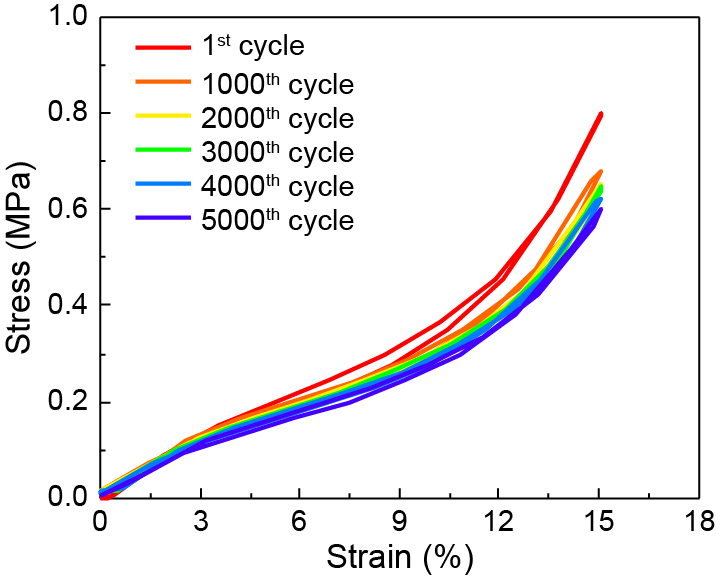 1st cycle
1000th cycle
2000th cycle
3000th cycle
4000th cycle
5000th cycle
Stress (MPa)
1.0
0.8
0.6
0.4
0.2
0.0
0 3 6 9 12 15 18
Strain (%)